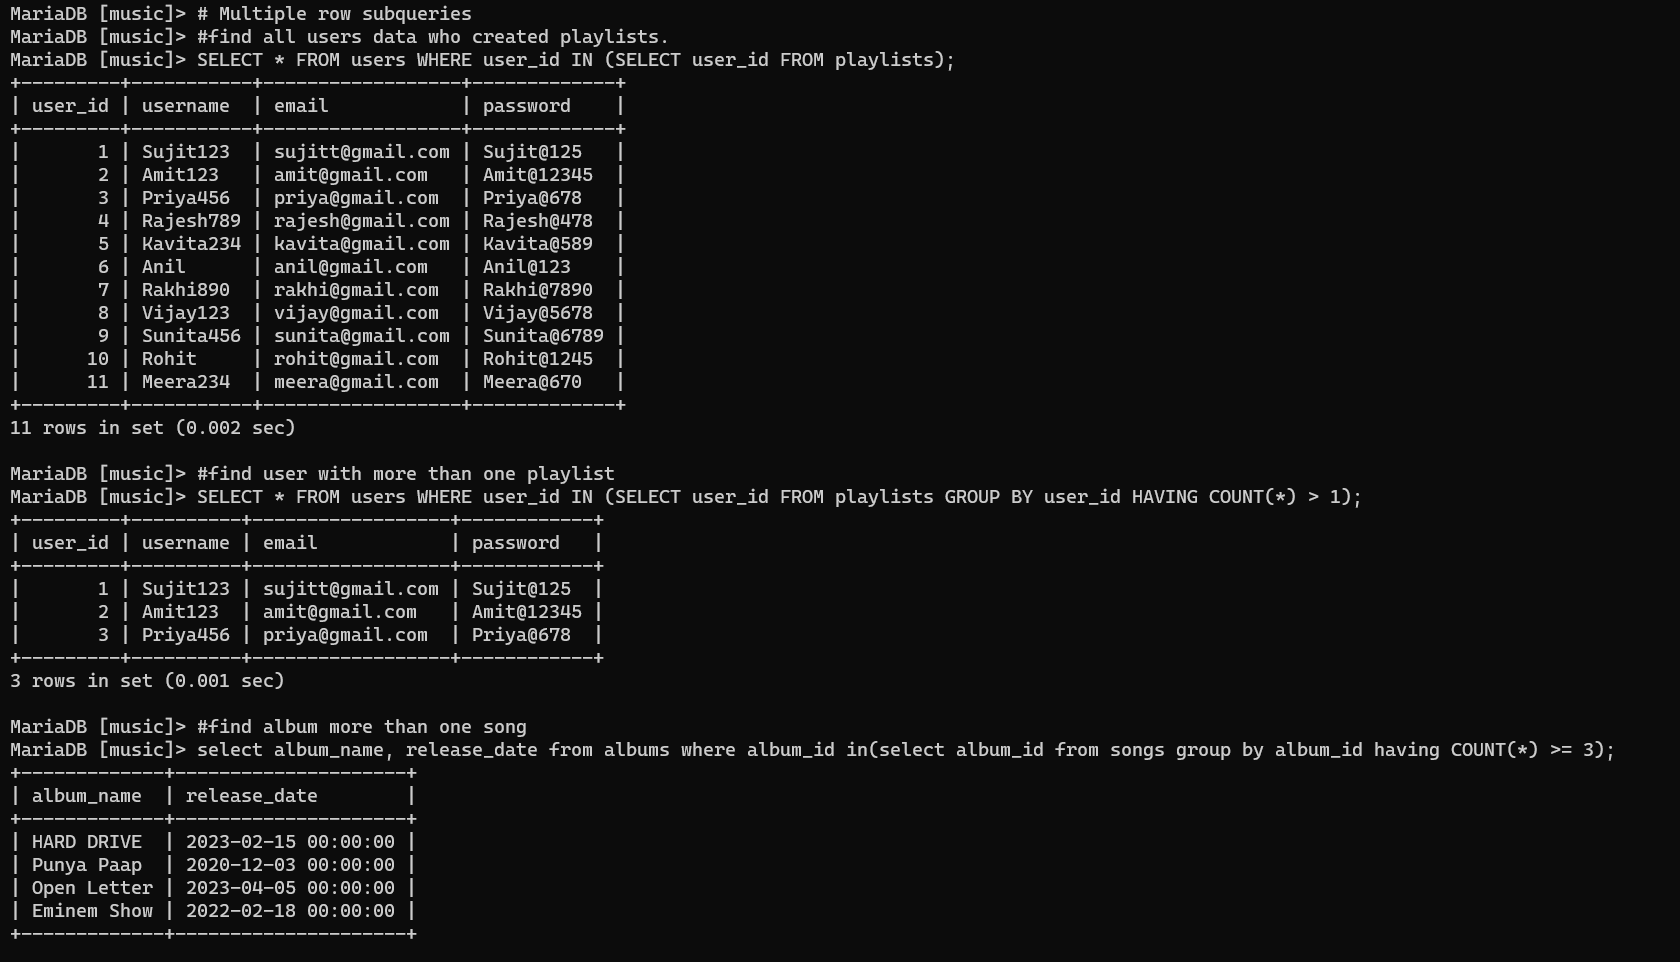 MariaDB [music]> # Multiple row subqueries
MariaDB [music]> #find all users data who created playlists.
MariaDB [music]> SELECT * FROM users WHERE user_id IN (SELECT user_id FROM playlists);
+---------+-----------+------------------+-------------+
| user_id | username  | email            | password    |
+---------+-----------+------------------+-------------+
|       1 | Sujit123  | sujitt@gmail.com | Sujit@125   |
|       2 | Amit123   | amit@gmail.com   | Amit@12345  |
|       3 | Priya456  | priya@gmail.com  | Priya@678   |
|       4 | Rajesh789 | rajesh@gmail.com | Rajesh@478  |
|       5 | Kavita234 | kavita@gmail.com | Kavita@589  |
|       6 | Anil      | anil@gmail.com   | Anil@123    |
|       7 | Rakhi890  | rakhi@gmail.com  | Rakhi@7890  |
|       8 | Vijay123  | vijay@gmail.com  | Vijay@5678  |
|       9 | Sunita456 | sunita@gmail.com | Sunita@6789 |
|      10 | Rohit     | rohit@gmail.com  | Rohit@1245  |
|      11 | Meera234  | meera@gmail.com  | Meera@670   |
+---------+-----------+------------------+-------------+
11 rows in set (0.002 sec)

MariaDB [music]> #find user with more than one playlist
MariaDB [music]> SELECT * FROM users WHERE user_id IN (SELECT user_id FROM playlists GROUP BY user_id HAVING COUNT(*) > 1);
+---------+----------+------------------+------------+
| user_id | username | email            | password   |
+---------+----------+------------------+------------+
|       1 | Sujit123 | sujitt@gmail.com | Sujit@125  |
|       2 | Amit123  | amit@gmail.com   | Amit@12345 |
|       3 | Priya456 | priya@gmail.com  | Priya@678  |
+---------+----------+------------------+------------+
3 rows in set (0.001 sec)

MariaDB [music]> #find album more than one song
MariaDB [music]> select album_name, release_date from albums where album_id in(select album_id from songs group by album_id having COUNT(*) >= 3);
+-------------+---------------------+
| album_name  | release_date        |
+-------------+---------------------+
| HARD DRIVE  | 2023-02-15 00:00:00 |
| Punya Paap  | 2020-12-03 00:00:00 |
| Open Letter | 2023-04-05 00:00:00 |
| Eminem Show | 2022-02-18 00:00:00 |
+-------------+---------------------+